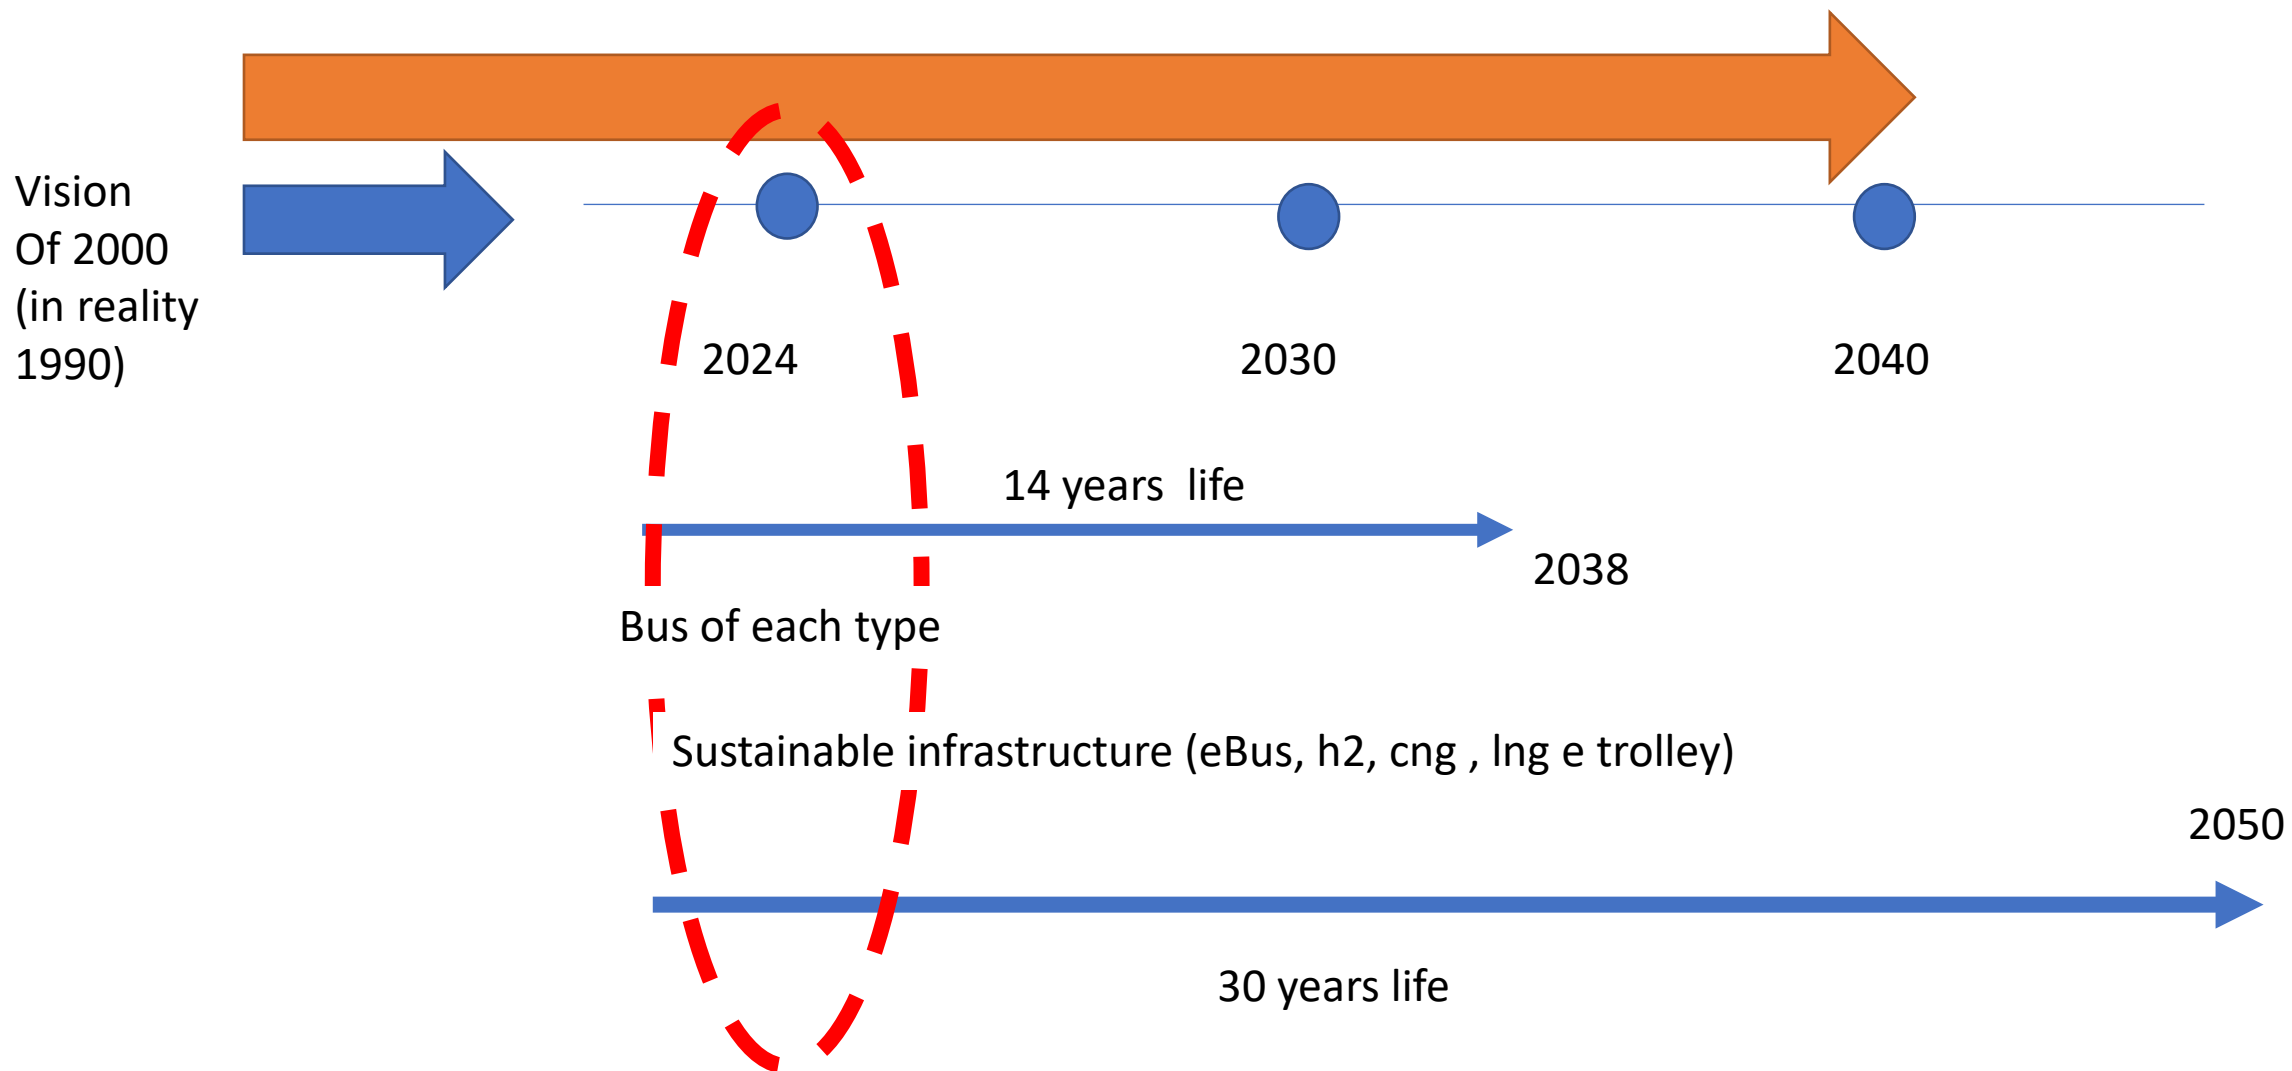 Vision
Of 2000
(in reality
1990)
2024
2030
2040
14 years  life
2038
Bus of each type
Sustainable infrastructure (eBus, h2, cng , lng e trolley)
2050
30 years life